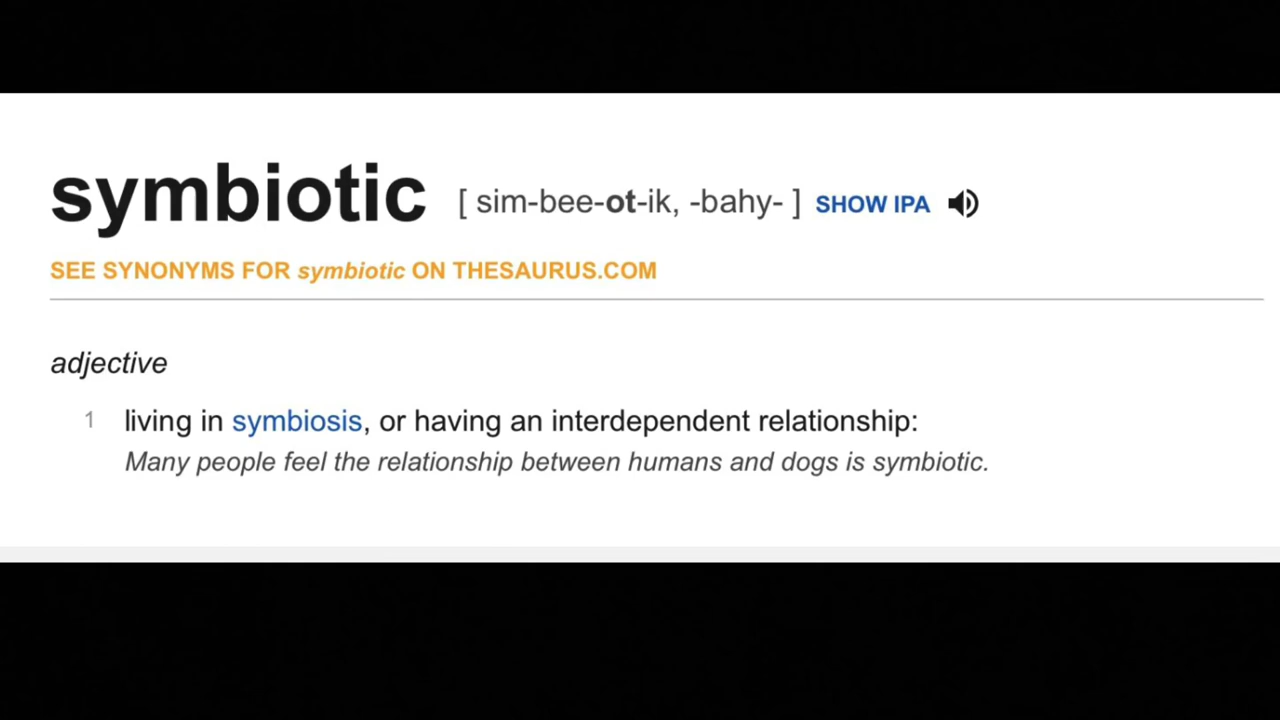 symbiotic [ sim-bee-ot-ik, -bahy- ] SHOW IPA
SEE SYNONYMS FOR symbiotic ON THESAURUS.COM
adjective
1 living in symbiosis, or having an interdependent relationship:
Many people feel the relationship between humans and dogs is symbiotic.